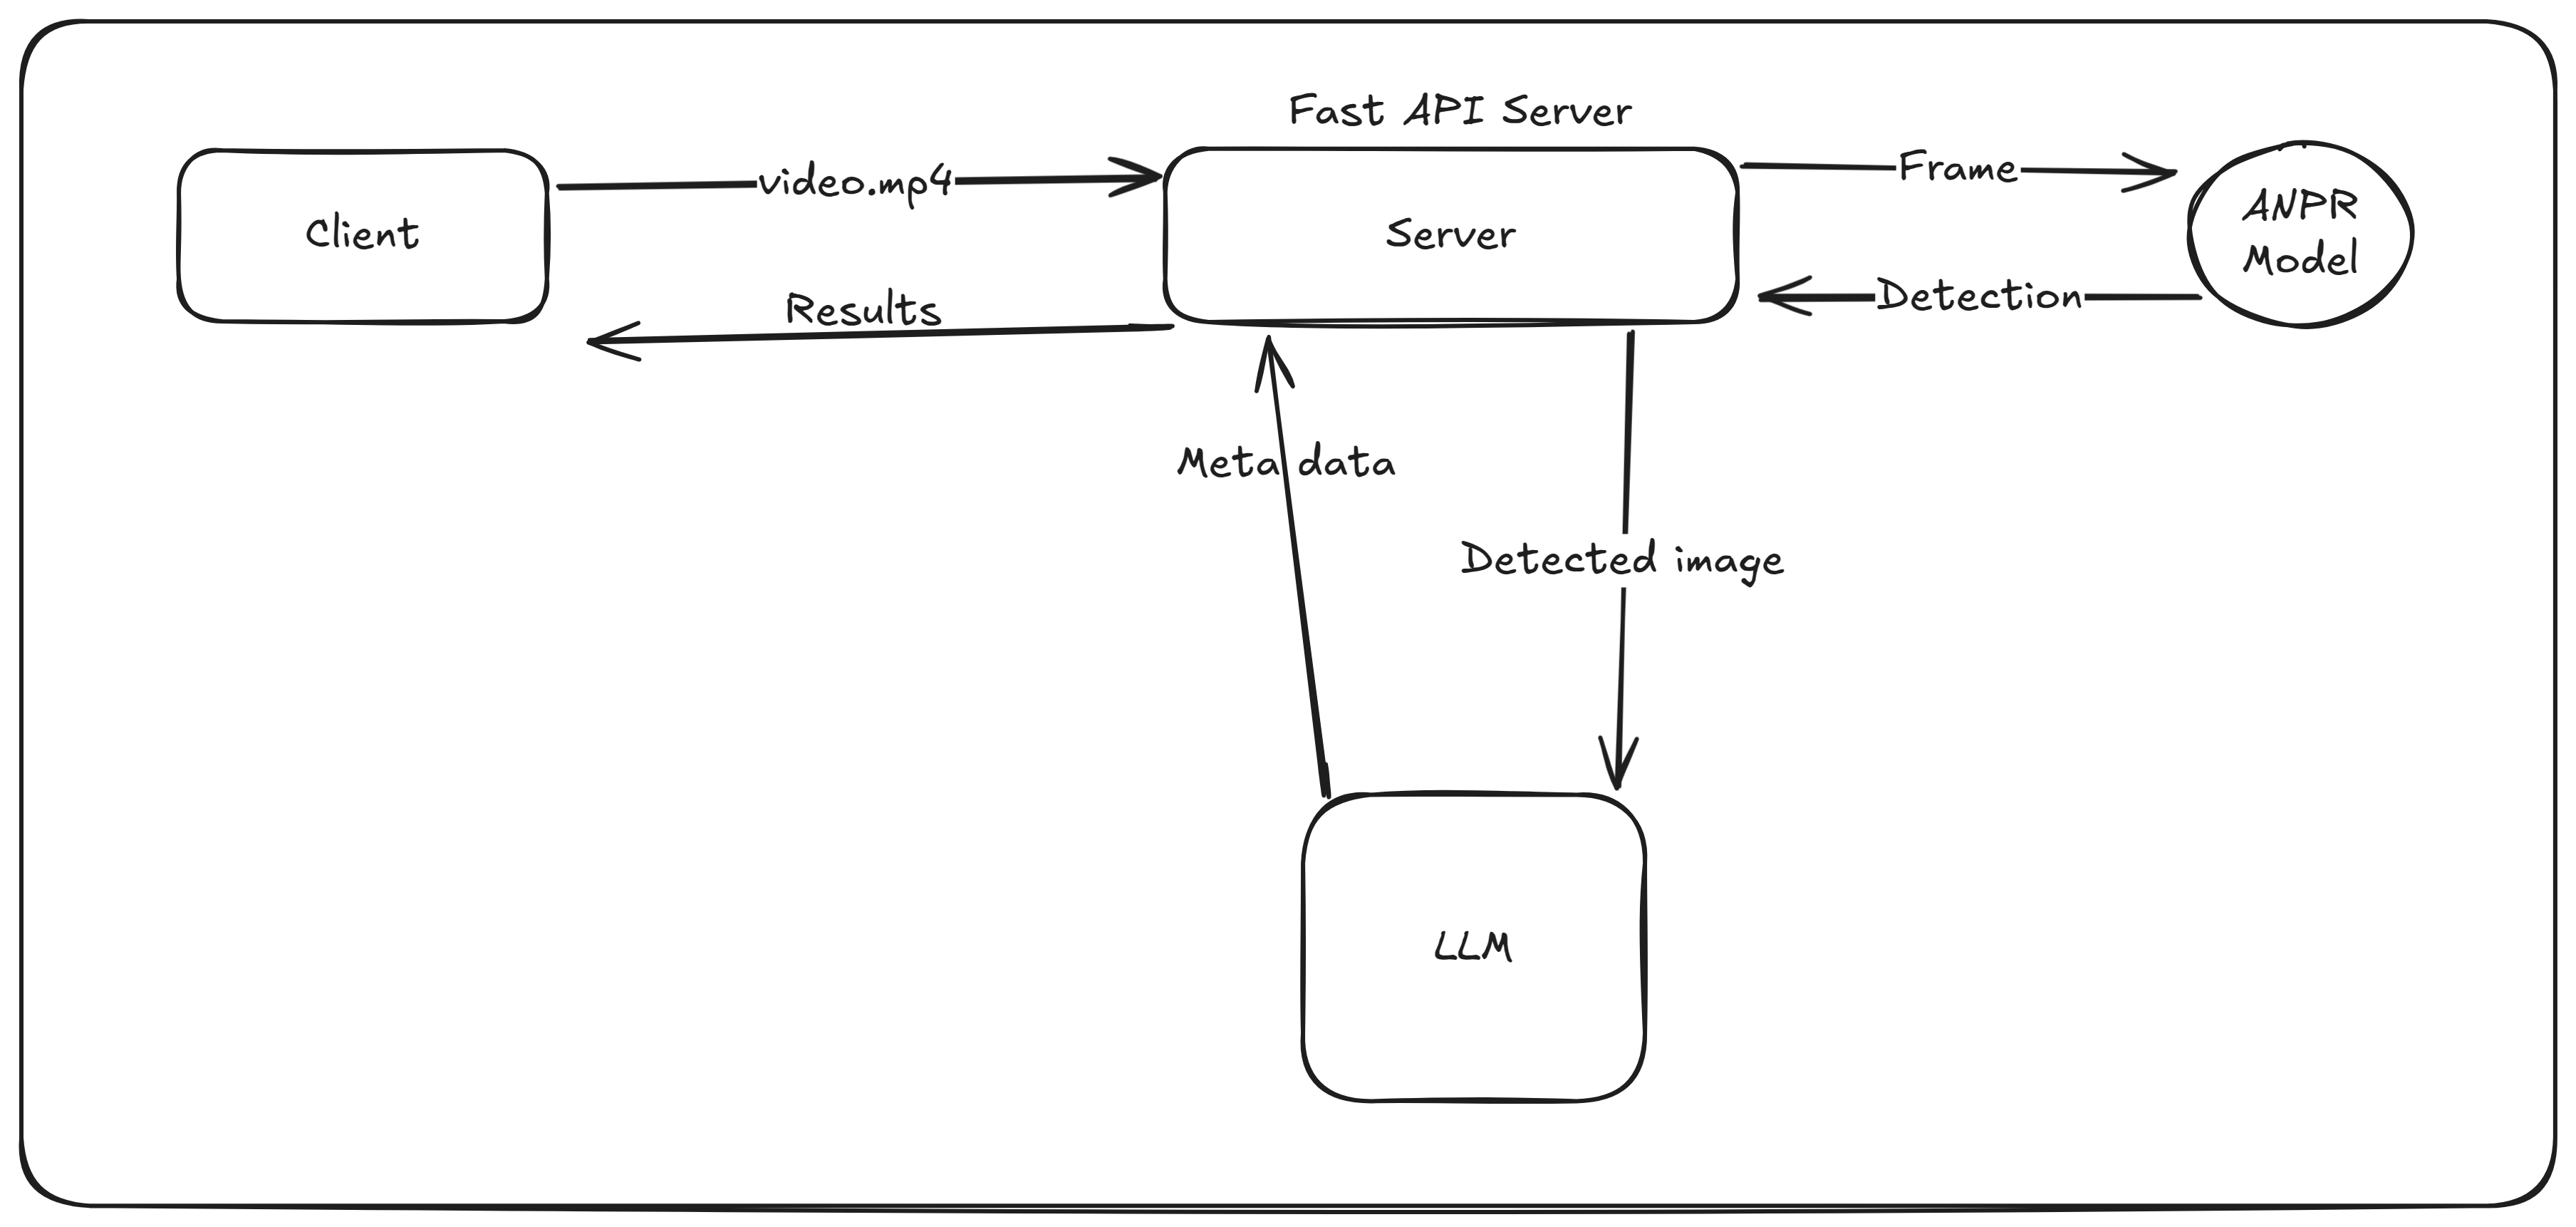 Fast API Server
Client
video.mp4
Server
Frame
ANPR
Model
Results
Detection
Meta data
Detected image
LLM